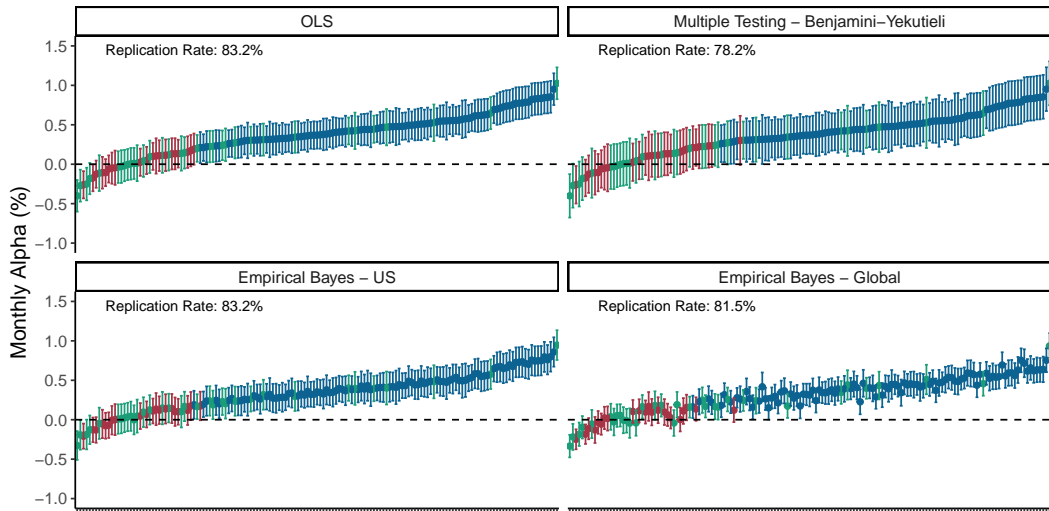 OLS
Multiple Testing − Benjamini−Yekutieli
Replication Rate: 83.2%
Replication Rate: 78.2%
1.5
1.0
0.5
0.0
−0.5
−1.0
Monthly Alpha (%)
Empirical Bayes − US
Empirical Bayes − Global
Replication Rate: 83.2%
Replication Rate: 81.5%
1.5
1.0
0.5
0.0
−0.5
−1.0